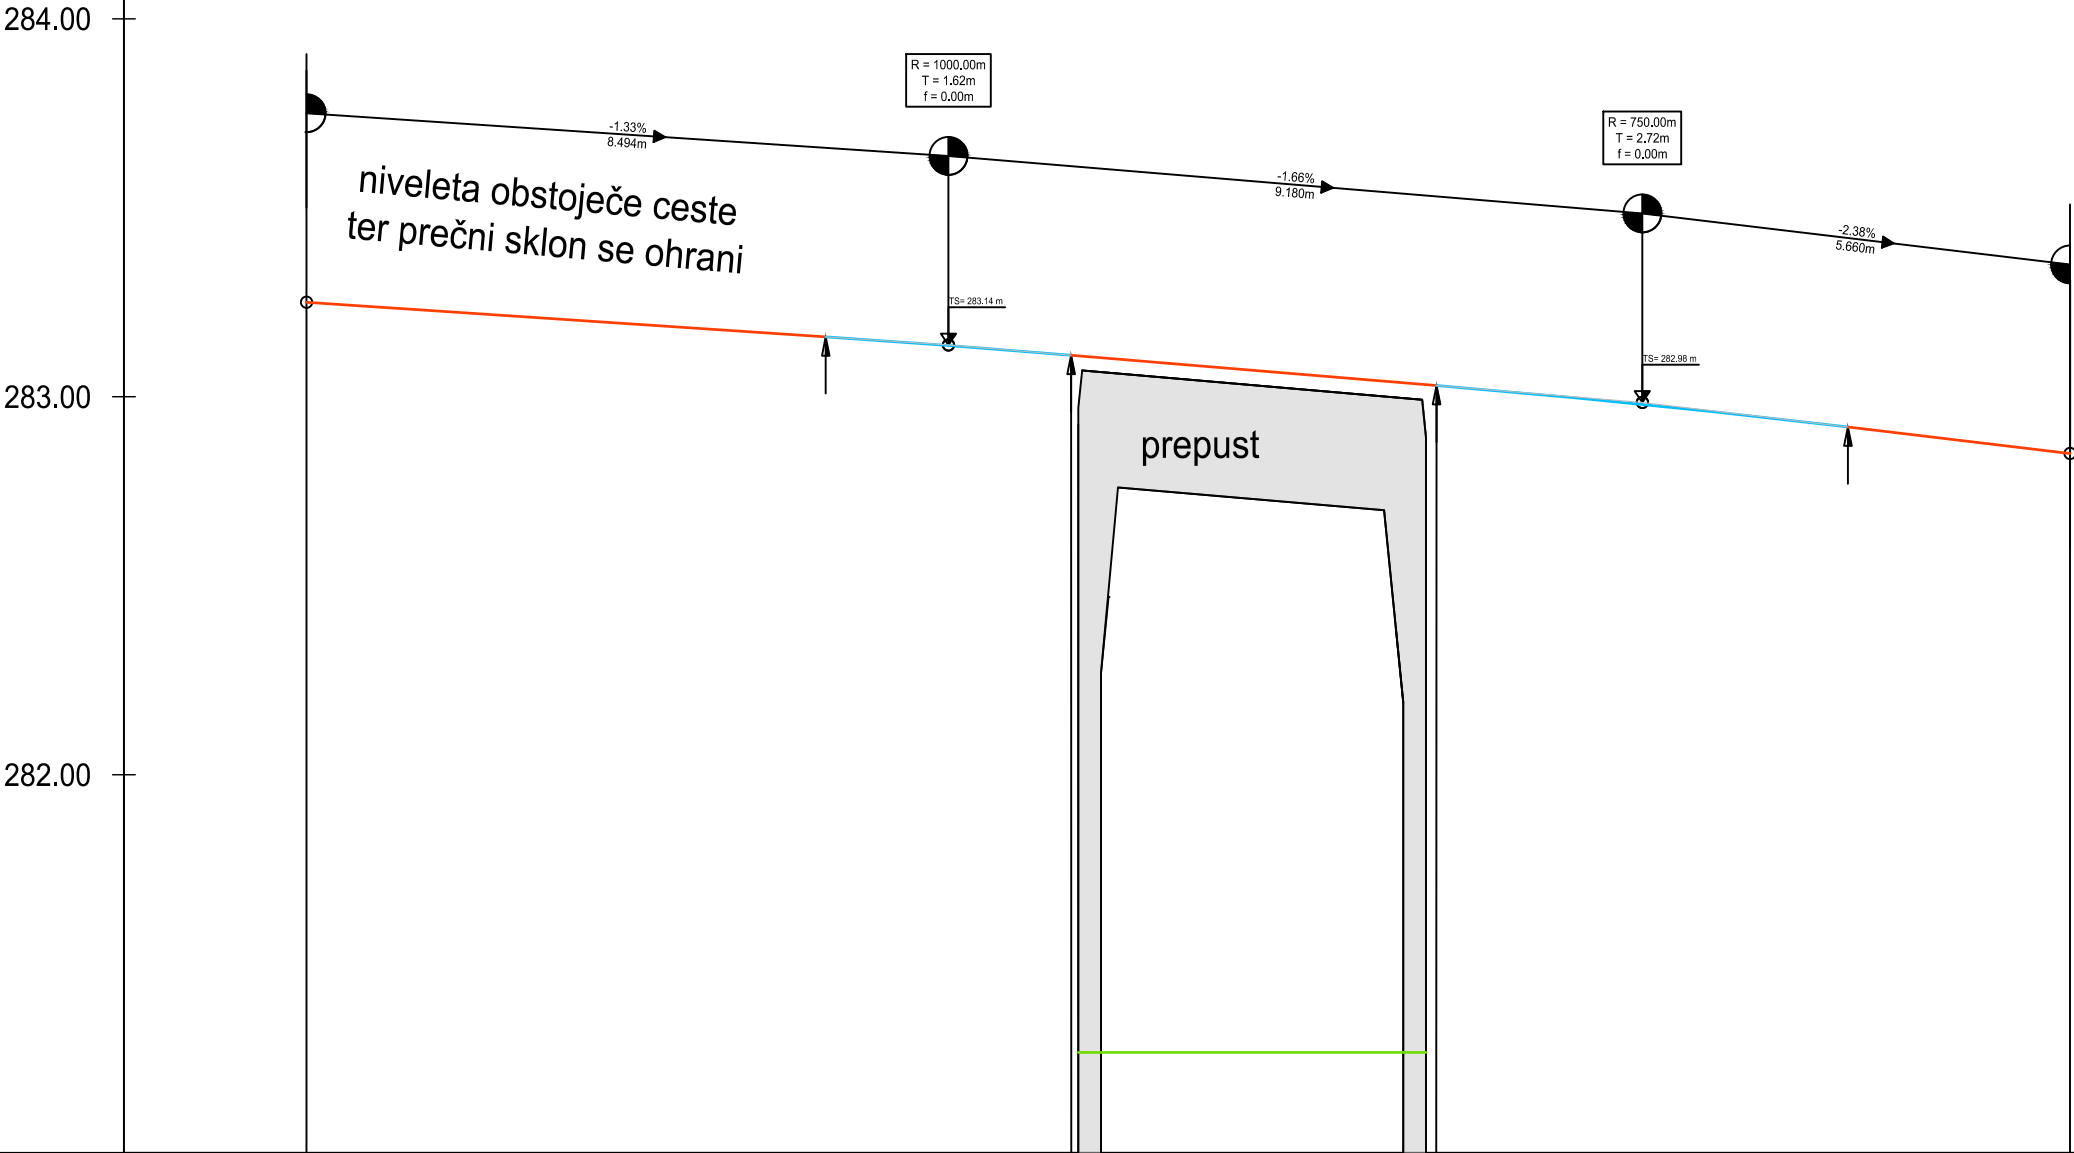 284.00
R = 1000.00m
T = 1.62m
f = 0.00m
R = 750.00m
T = 2.72m
f = 0.00m
-1.33%
8.494m
-1.66%
9.180m
-2.38%
5.660m
niveleta obstoječe ceste
ter prečni sklon se ohrani
TS= 283.14 m
TS= 282.98 m
283.00
prepust
282.00